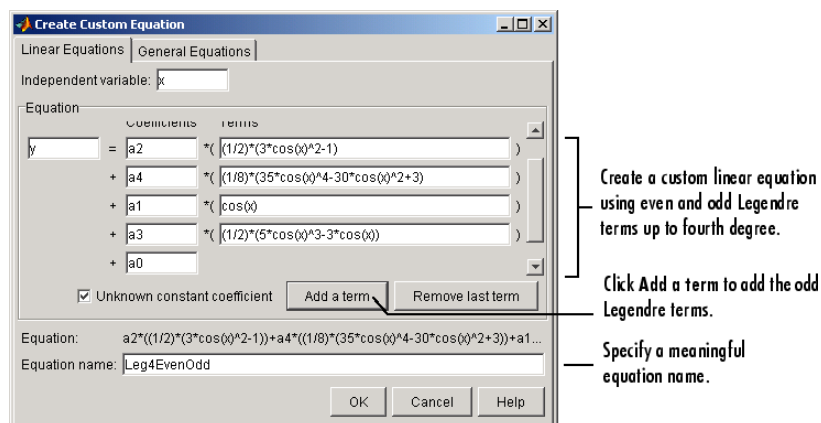 Create Custom Equation
Linear Equations General Equations
Independent variable: x
Equation
Coefficients Terms
y = a2 *( (1/2)*(3*cos(x)^2-1) )
+ a4 *( (1/8)*(35*cos(x)^4-30*cos(x)^2+3) )
+ a1 *( cos(x) )
+ a3 *( (1/2)*(5*cos(x)^3-3*cos(x)) )
+ a0
Unknown constant coefficient Add a term Remove last term
Equation: a2*((1/2)*(3*cos(x)^2-1))+a4*((1/8)*(35*cos(x)^4-30*cos(x)^2+3))+a1...
Equation name: Leg4EvenOdd
OK Cancel Help
Create a custom linear equation
using even and odd Legendre
terms up to fourth degree.
Click Add a term to add the odd
Legendre terms.
Specify a meaningful
equation name.